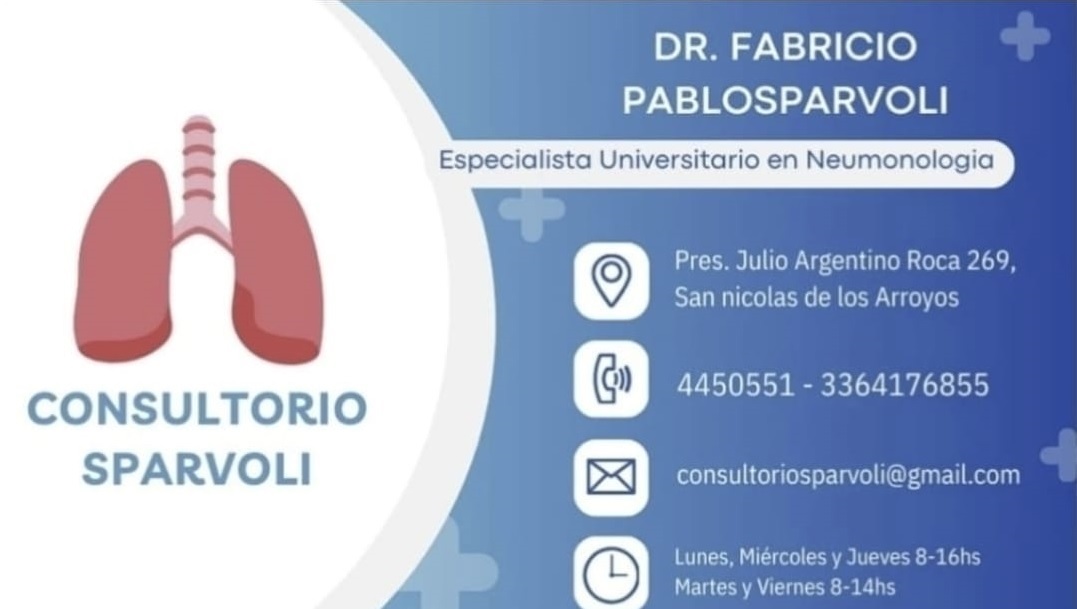 DR. FABRICIO
PABLOSPARVOLI
Especialista Universitario en Neumonologia
Pres. Julio Argentino Roca 269,
San nicolas de los Arroyos
4450551 - 3364176855
consultoriosparvoli@gmail.com
Lunes, Miércoles y Jueves 8-16hs
Martes y Viernes 8-14hs
CONSULTORIO
SPARVOLI